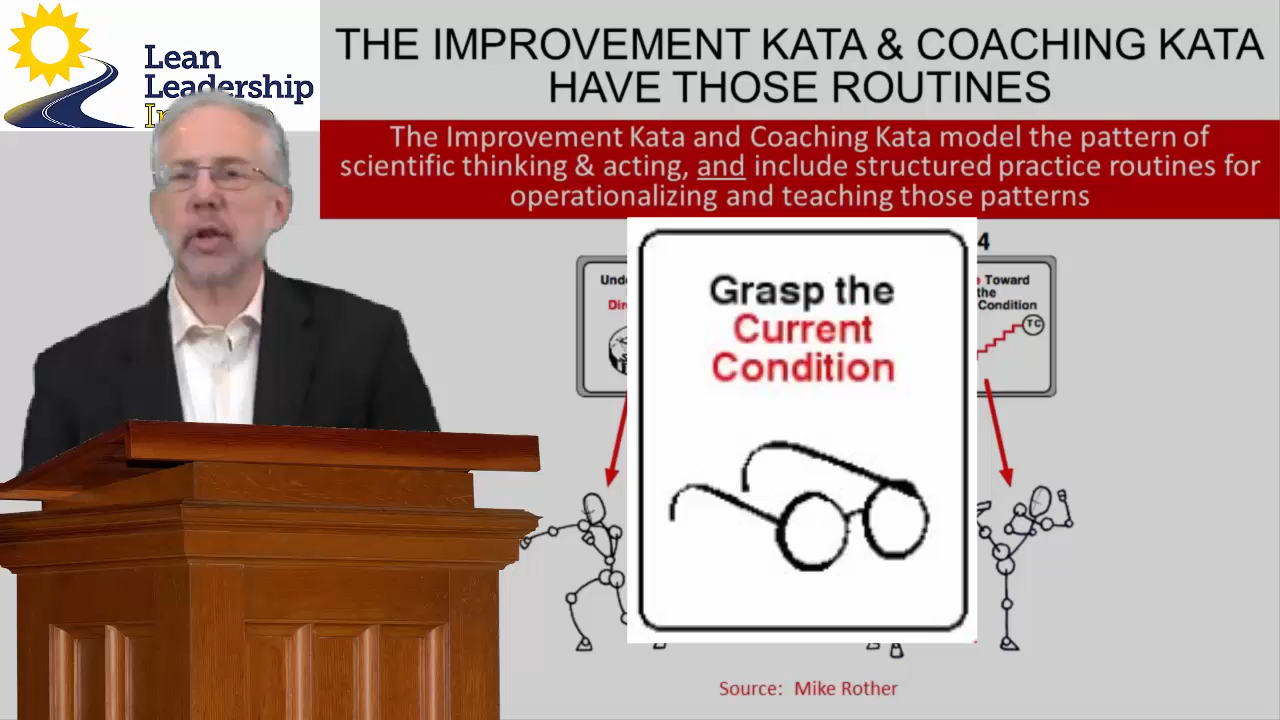 Lean
Leadership
THE IMPROVEMENT KATA & COACHING KATA
HAVE THOSE ROUTINES
The Improvement Kata and Coaching Kata model the pattern of
scientific thinking & acting, and include structured practice routines for
operationalizing and teaching those patterns
4
Toward
the
Condition
TC
Grasp the
Current
Condition
Source: Mike Rother